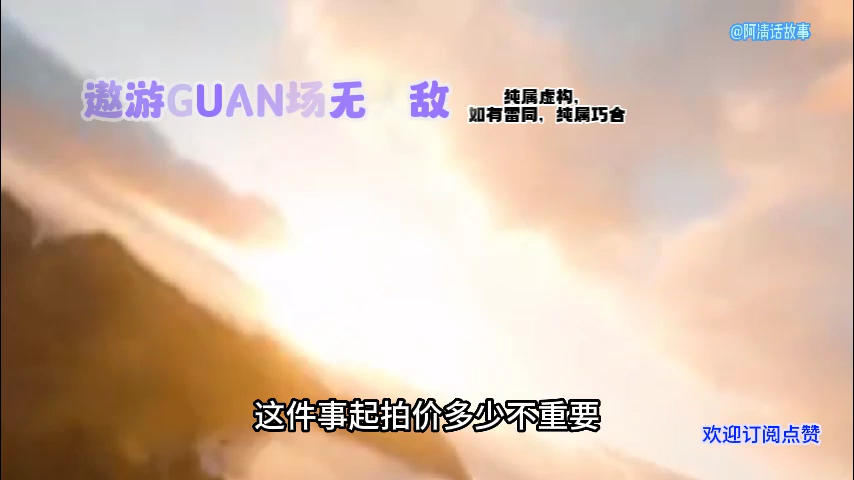 @阿清话故事
遨游GUAN场无 敌
纯属虚构，
如有雷同，纯属巧合
这件事起拍价多少不重要
欢迎订阅点赞